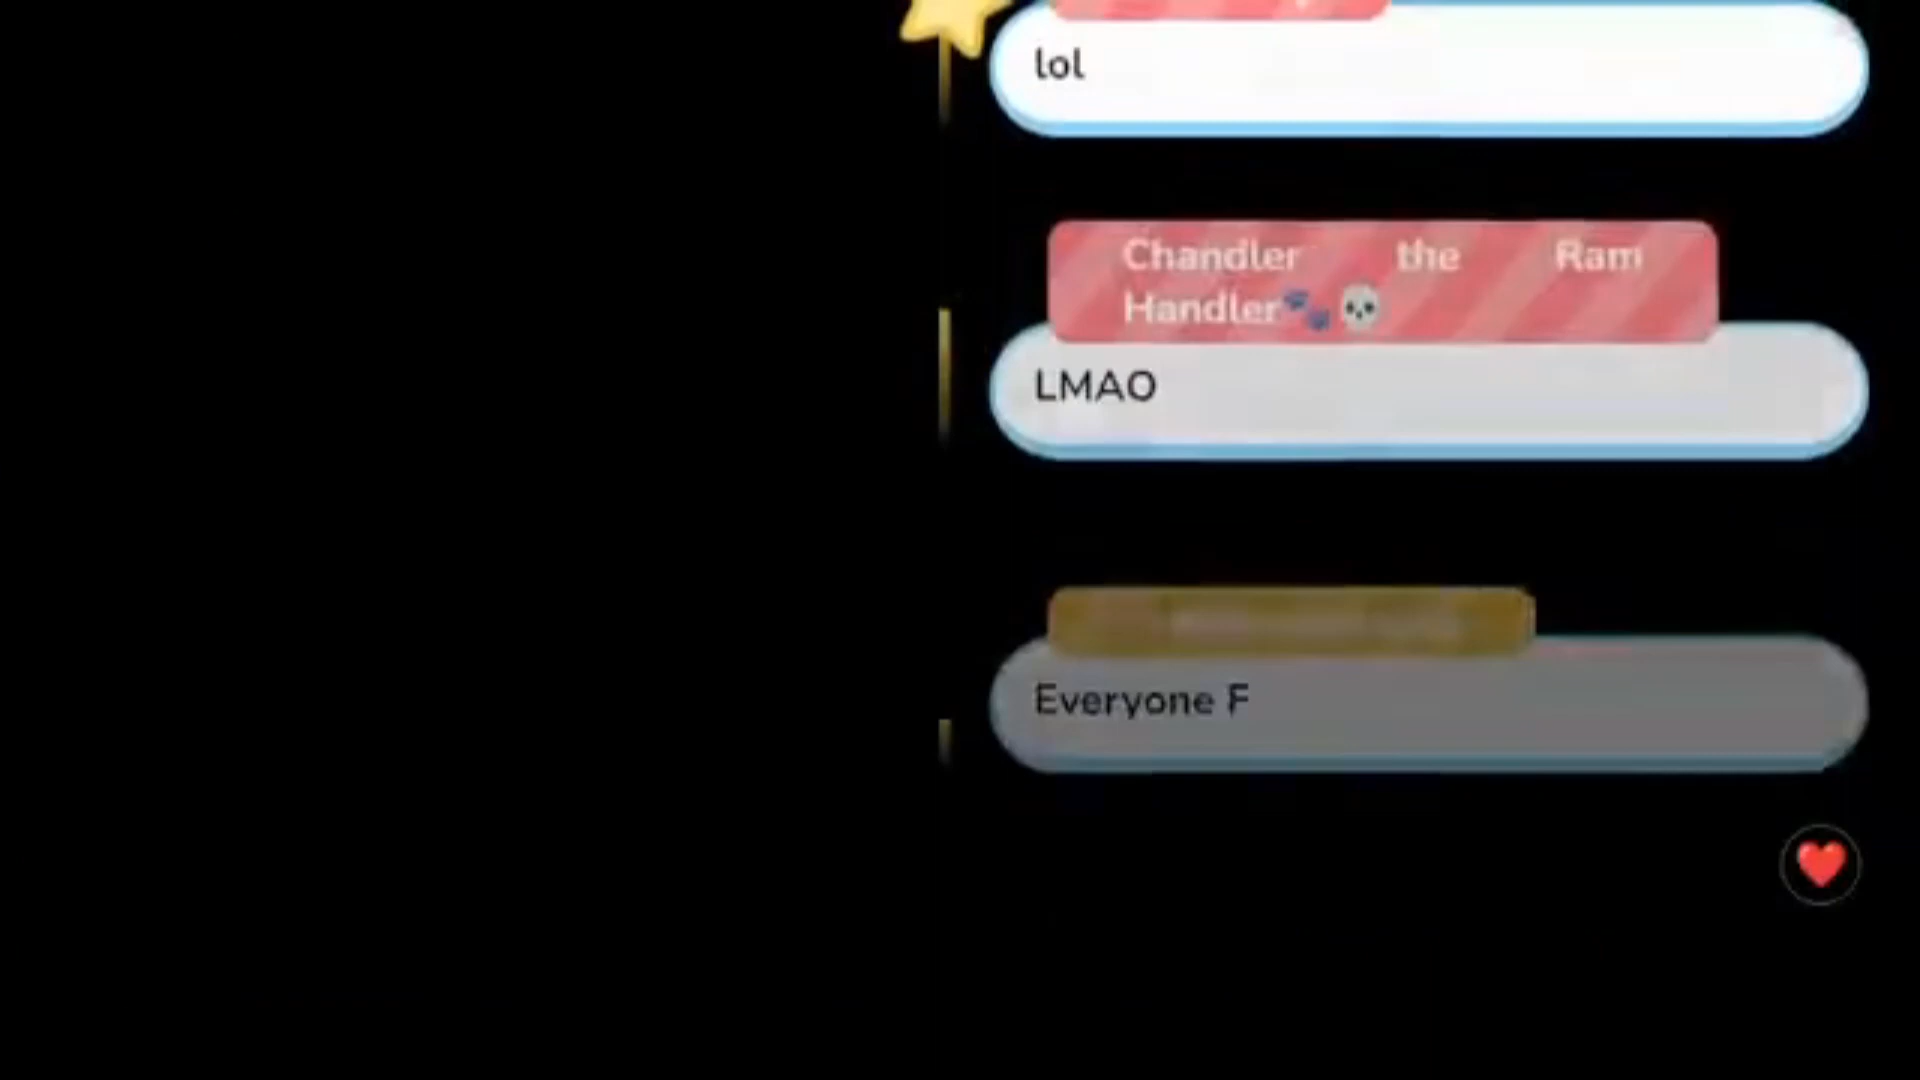 lol
Chandler the Ram
Handler🐾💀
LMAO
Everyone F